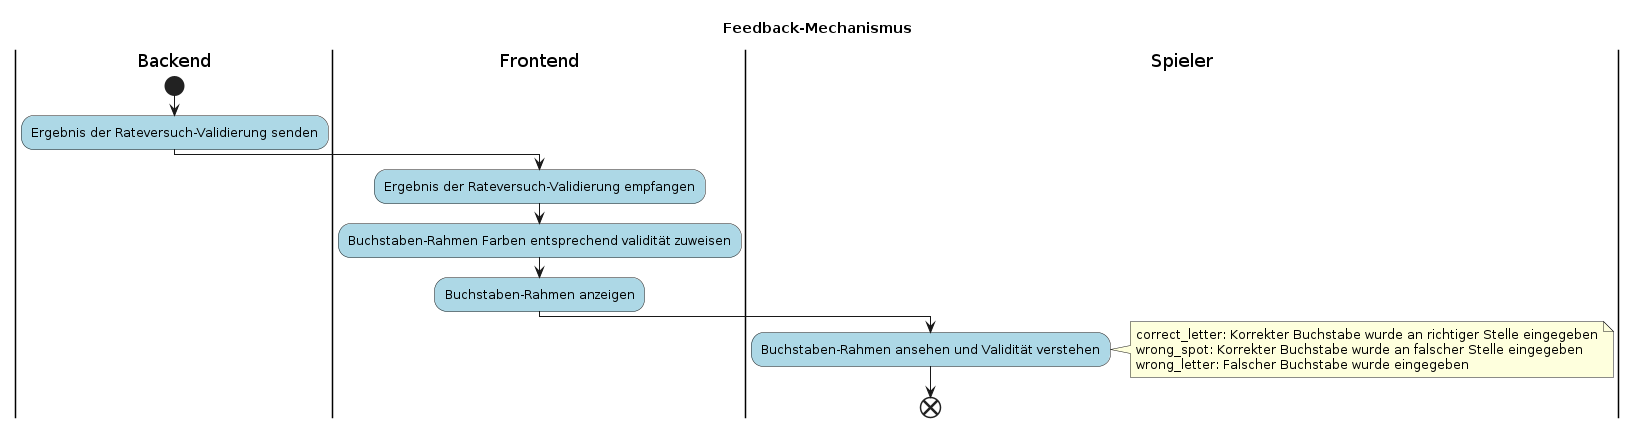 Feedback-Mechanismus
Backend
Frontend
Spieler
Ergebnis der Rateversuch-Validierung senden
Ergebnis der Rateversuch-Validierung empfangen
Buchstaben-Rahmen Farben entsprechend validität zuweisen
Buchstaben-Rahmen anzeigen
Buchstaben-Rahmen ansehen und Validität verstehen
correct_letter: Korrekter Buchstabe wurde an richtiger Stelle eingegeben
wrong_spot: Korrekter Buchstabe wurde an falscher Stelle eingegeben
wrong_letter: Falscher Buchstabe wurde eingegeben